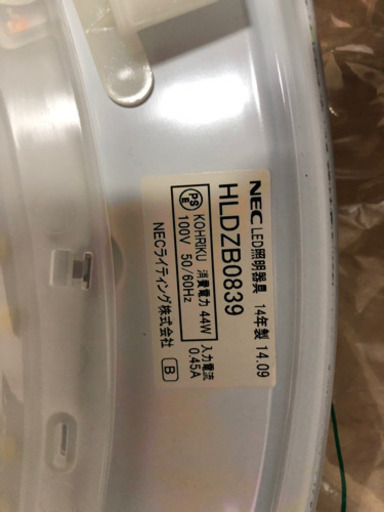 NEC LED照明器具 14年製 14.09
HLDZB0839
PS E KOHRIKU 消費電力 44W 入力電流
100V 50/60Hz 0.45A
NECライティング株式会社 B